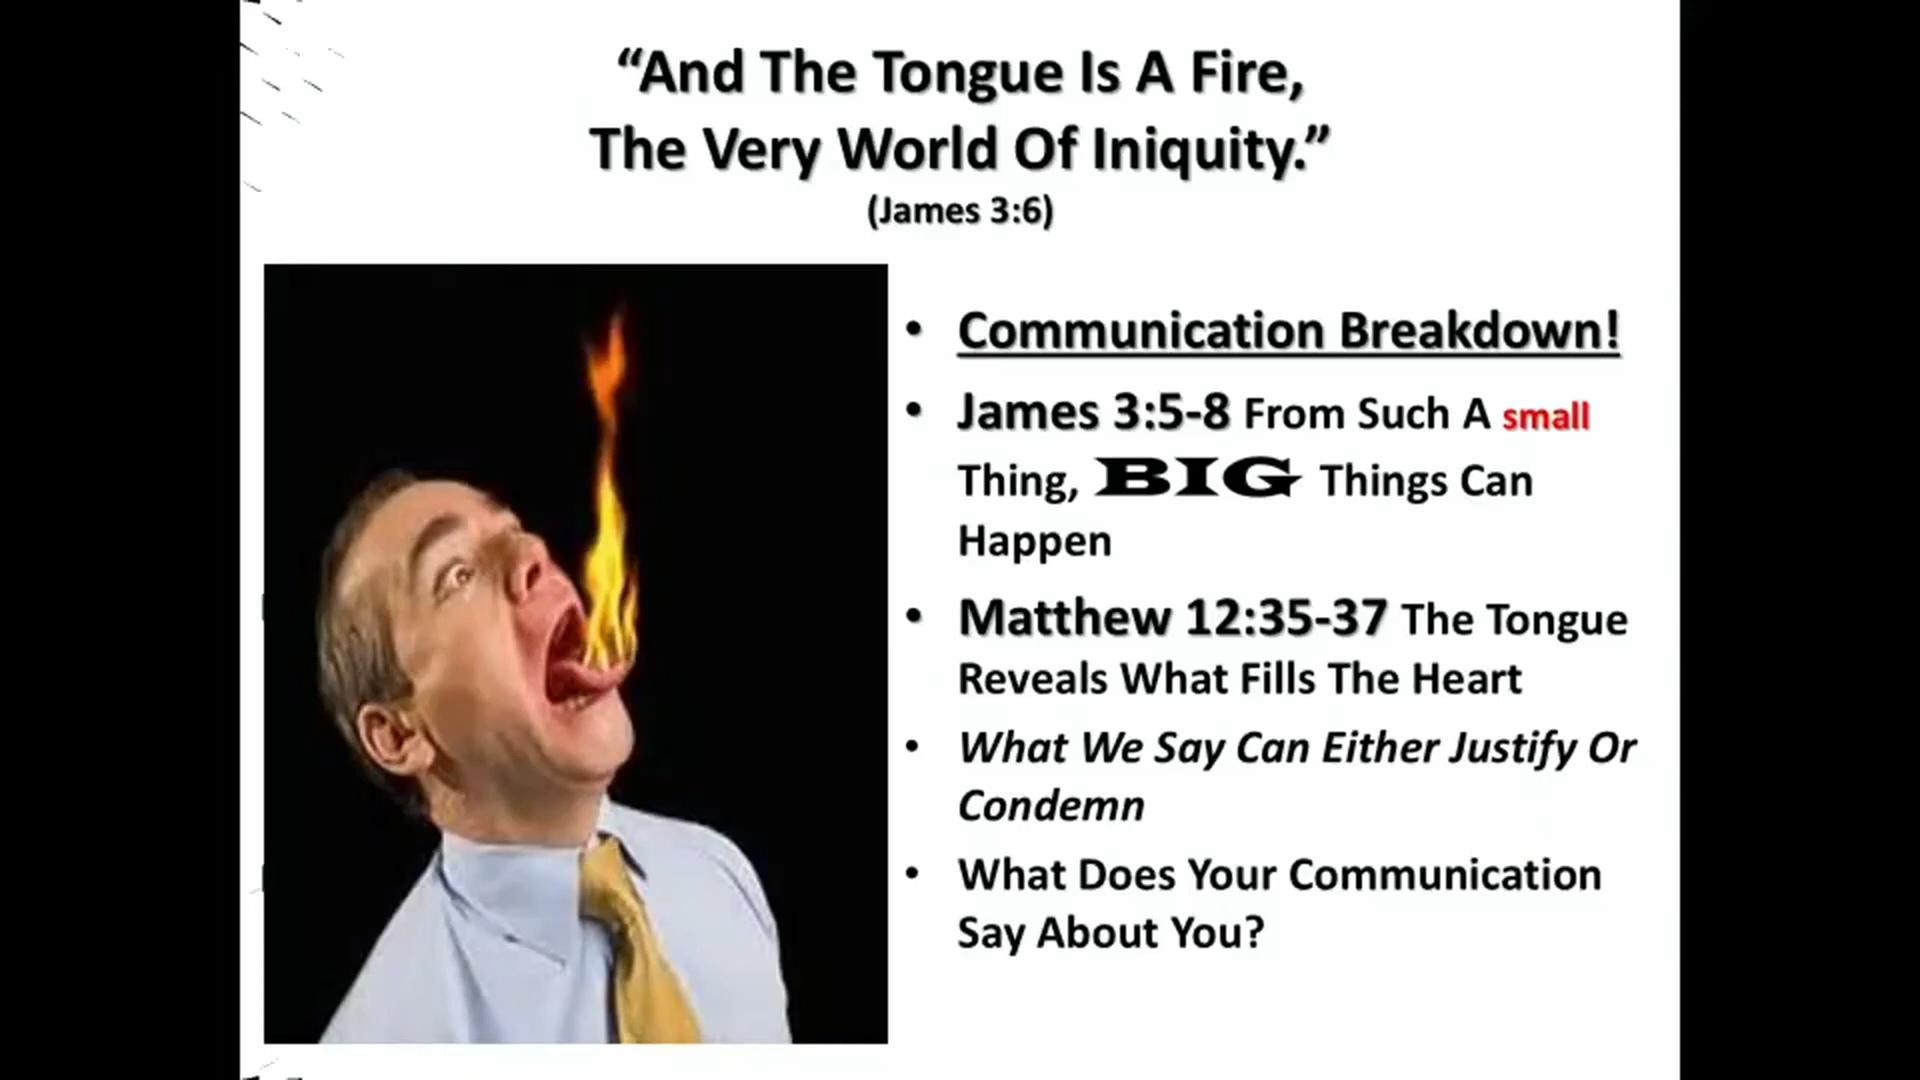 “And The Tongue Is A Fire,
The Very World Of Iniquity.”
(James 3:6)
• Communication Breakdown!
• James 3:5-8 From Such A small
Thing, BIG Things Can
Happen
• Matthew 12:35-37 The Tongue
Reveals What Fills The Heart
• What We Say Can Either Justify Or
Condemn
• What Does Your Communication
Say About You?